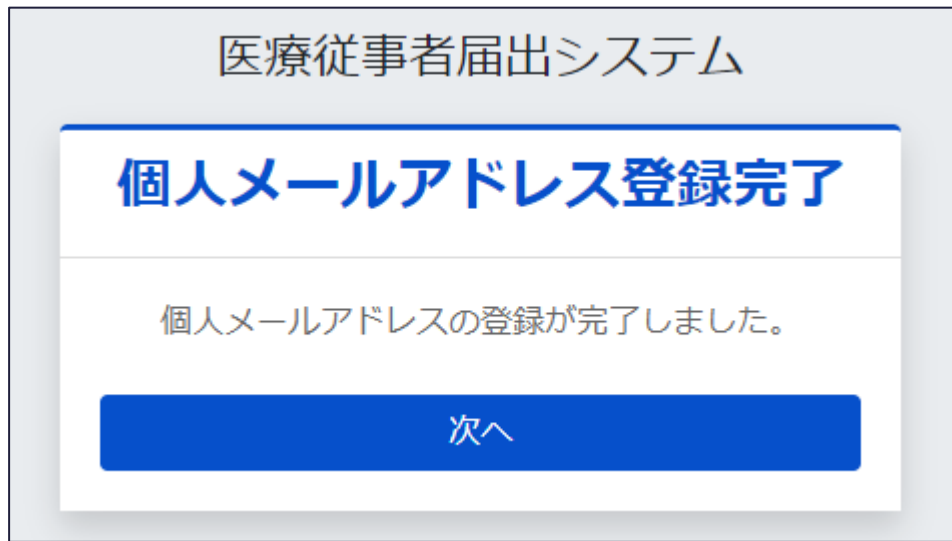 医療従事者届出システム
個人メールアドレス登録完了
個人メールアドレスの登録が完了しました。
次へ